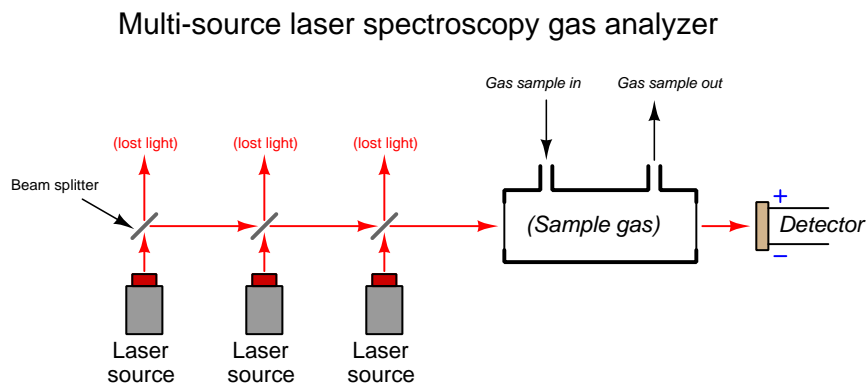 Multi-source laser spectroscopy gas analyzer
Gas sample in
Gas sample out
(lost light)
(lost light)
(lost light)
Beam splitter
(Sample gas)
+
Detector
−
Laser
source
Laser
source
Laser
source